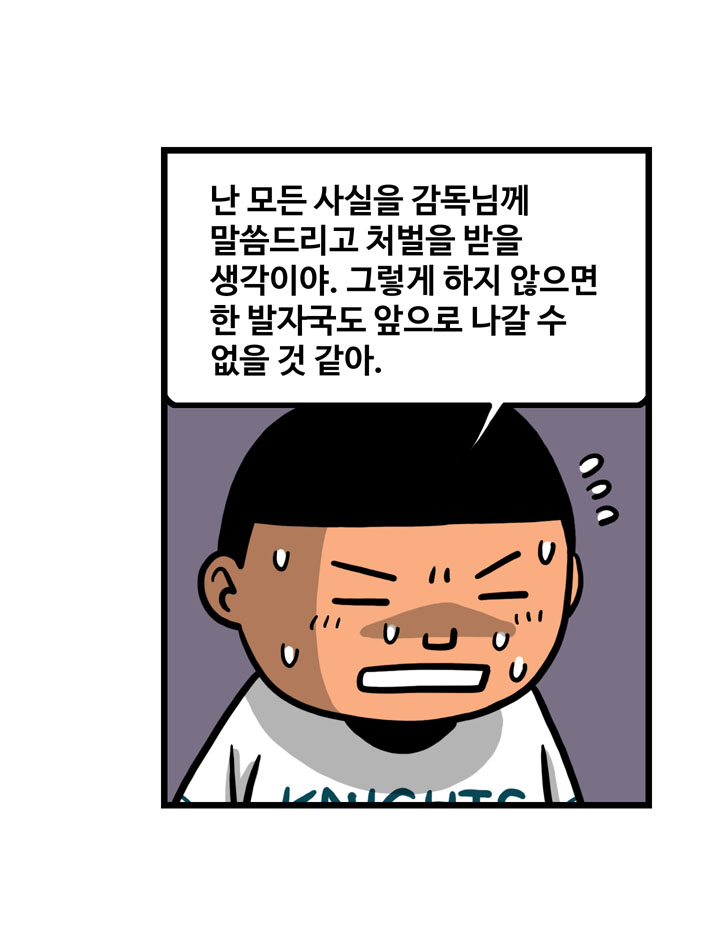 난 모든 사실을 감독님께
말씀드리고 처벌을 받을
생각이야. 그렇게 하지 않으면
한 발자국도 앞으로 나갈 수
없을 것 같아.
KNIGHTS